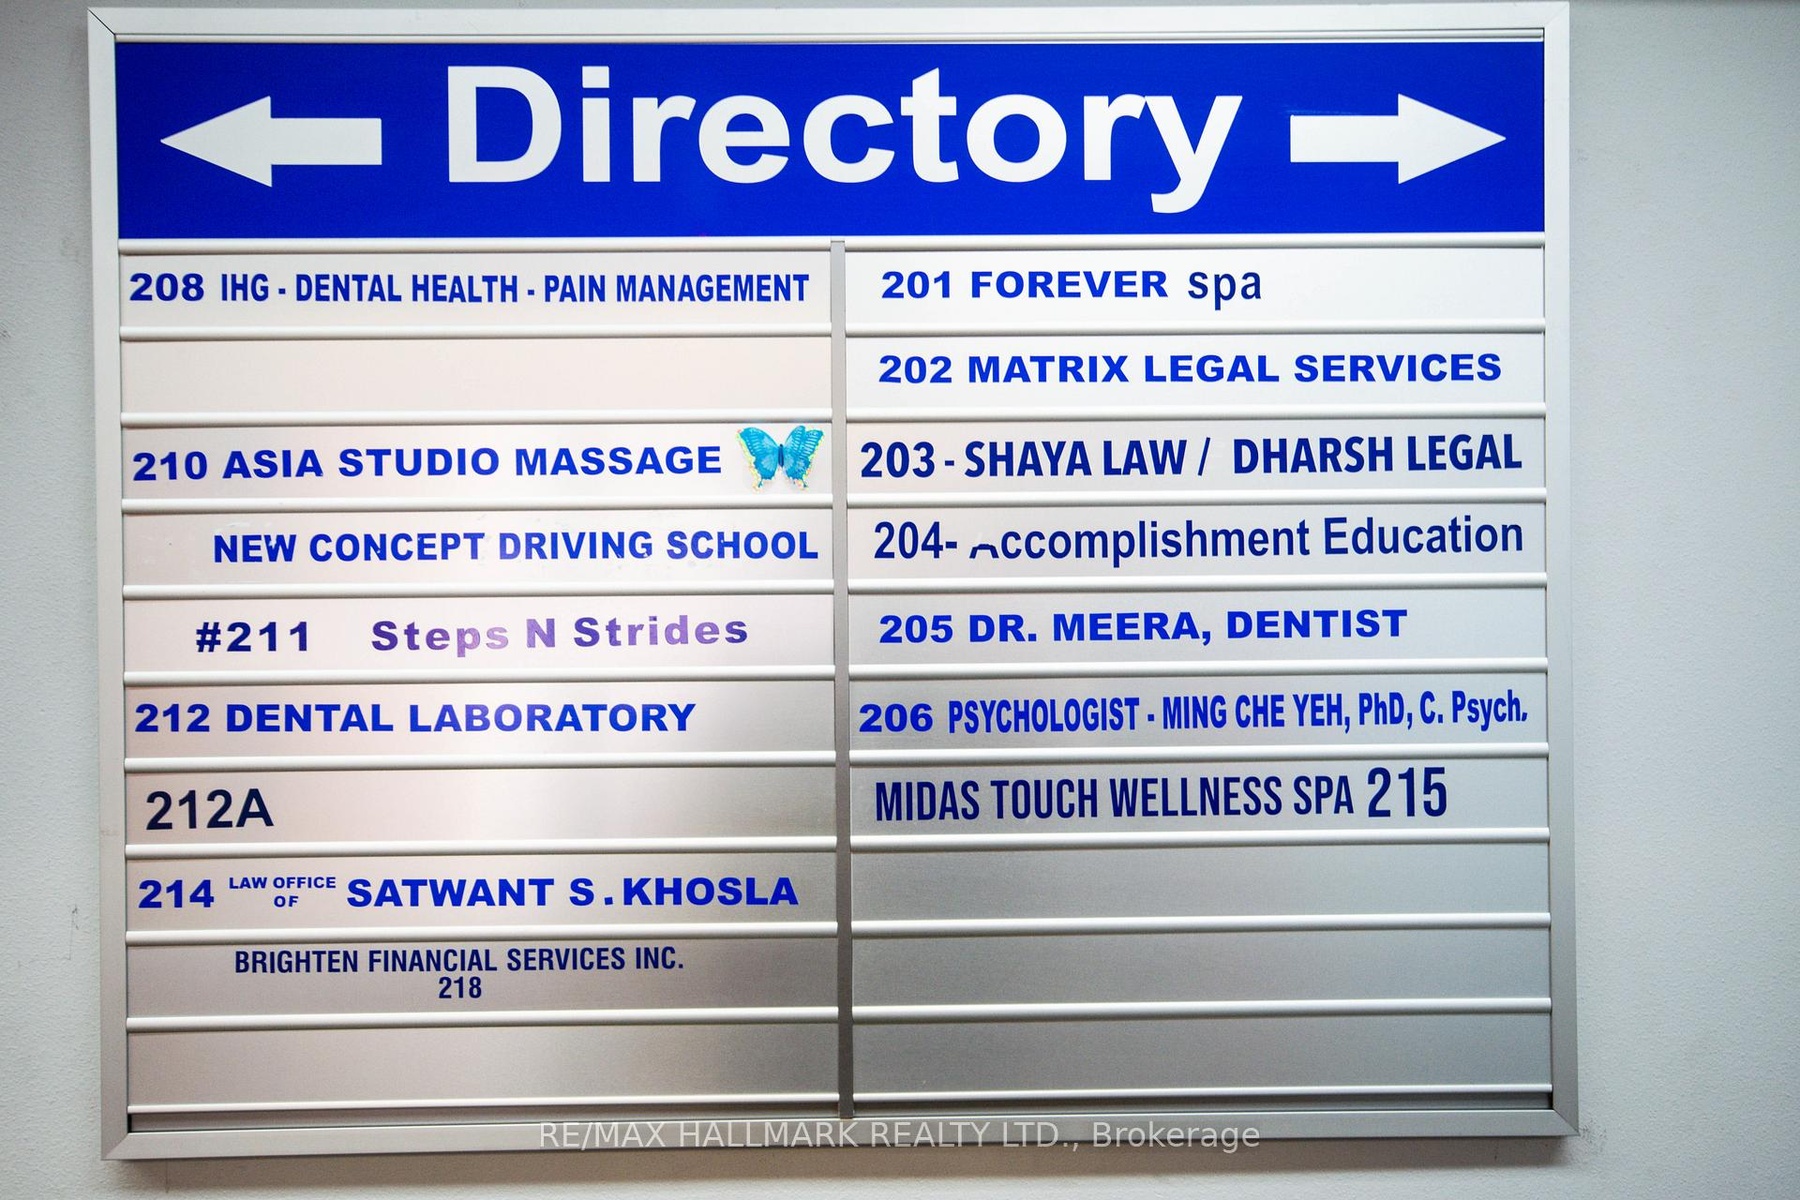 Directory
208 IHG - DENTAL HEALTH - PAIN MANAGEMENT
210 ASIA STUDIO MASSAGE
NEW CONCEPT DRIVING SCHOOL
#211 Steps N Strides
212 DENTAL LABORATORY
212A
214 LAW OFFICE OF SATWANT S. KHOSLA
BRIGHTEN FINANCIAL SERVICES INC.
218
201 FOREVER spa
202 MATRIX LEGAL SERVICES
203 - SHAYA LAW / DHARSH LEGAL
204- Accomplishment Education
205 DR. MEERA, DENTIST
206 PSYCHOLOGIST - MING CHE YEH, PhD, C. Psych.
MIDAS TOUCH WELLNESS SPA 215
RE/MAX HALLMARK REALTY LTD., Brokerage